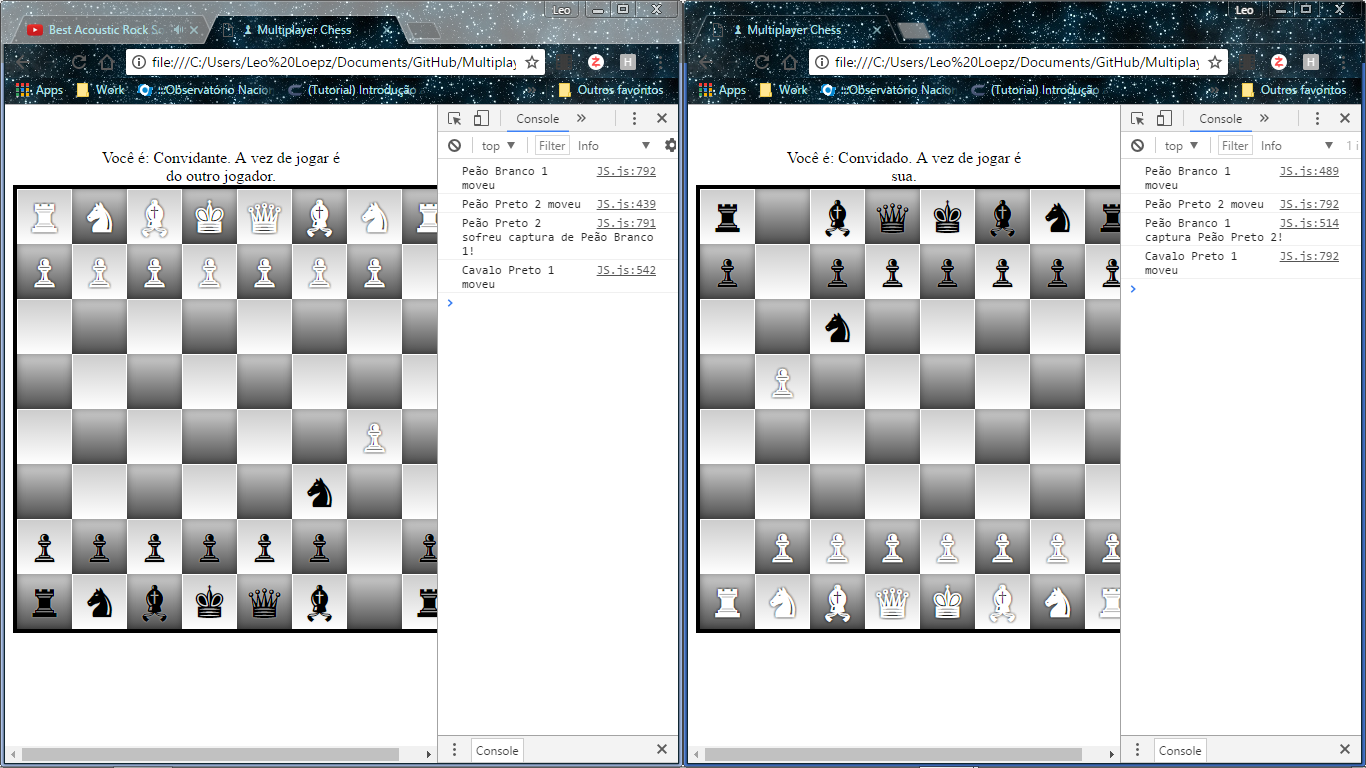 Leo
Best Acoustic Rock S
Multiplayer Chess
file:///C:/Users/Leo%20Loepz/Documents/GitHub/Multiplay
Apps
Work
:::Observatório Nacion
(Tutorial) Introdução
Outros favoritos
Console
top
Filter
Info
Você é: Convidante. A vez de jogar é
do outro jogador.
Peão Branco 1 JS.js:792
moveu
Peão Preto 2 moveu JS.js:439
Peão Preto 2 JS.js:791
sofreu captura de Peão Branco
1!
Cavalo Preto 1 JS.js:542
moveu
Console
Leo
Multiplayer Chess
file:///C:/Users/Leo%20Loepz/Documents/GitHub/Multiplay
Apps
Work
:::Observatório Nacion
(Tutorial) Introdução
Outros favoritos
Console
top
Filter
Info
1 i
Você é: Convidado. A vez de jogar é
sua.
Peão Branco 1 JS.js:489
moveu
Peão Preto 2 moveu JS.js:792
Peão Branco 1 JS.js:514
captura Peão Preto 2!
Cavalo Preto 1 JS.js:792
moveu
Console